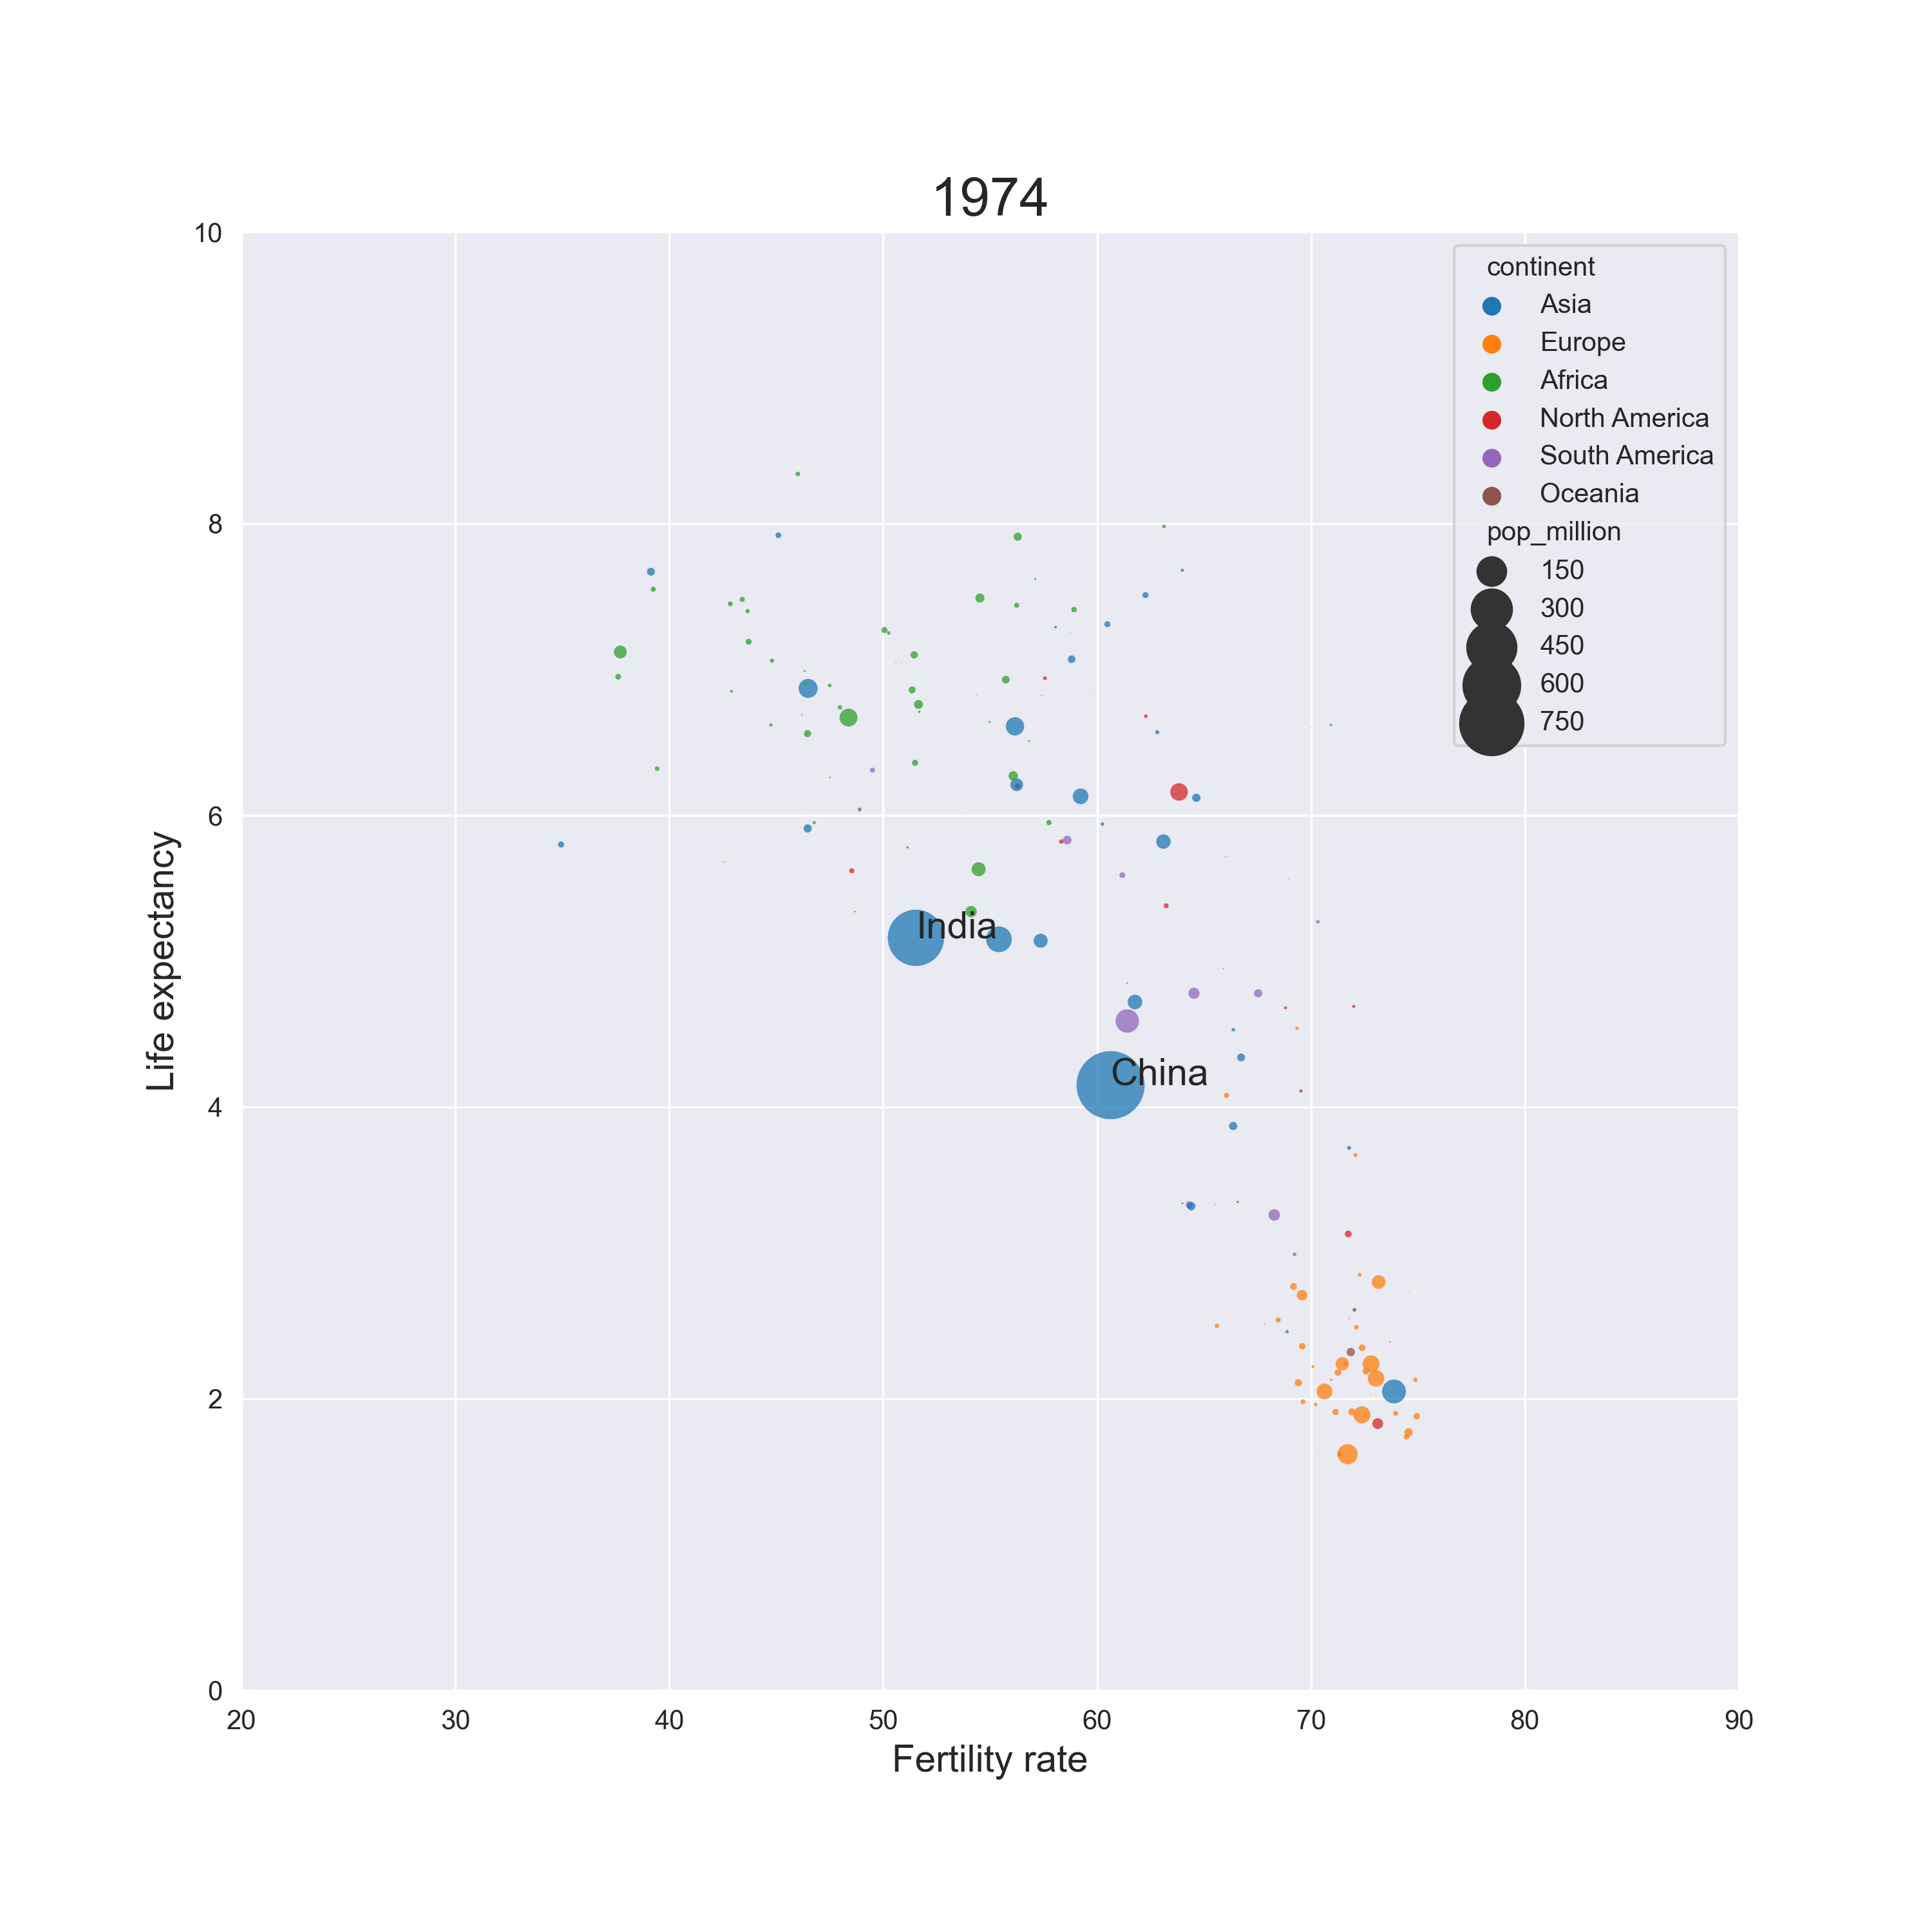 1974
10
8
6
4
2
0
Life expectancy
20 30 40 50 60 70 80 90
Fertility rate
continent
Asia
Europe
Africa
North America
South America
Oceania
pop_million
150
300
450
600
750
India
China